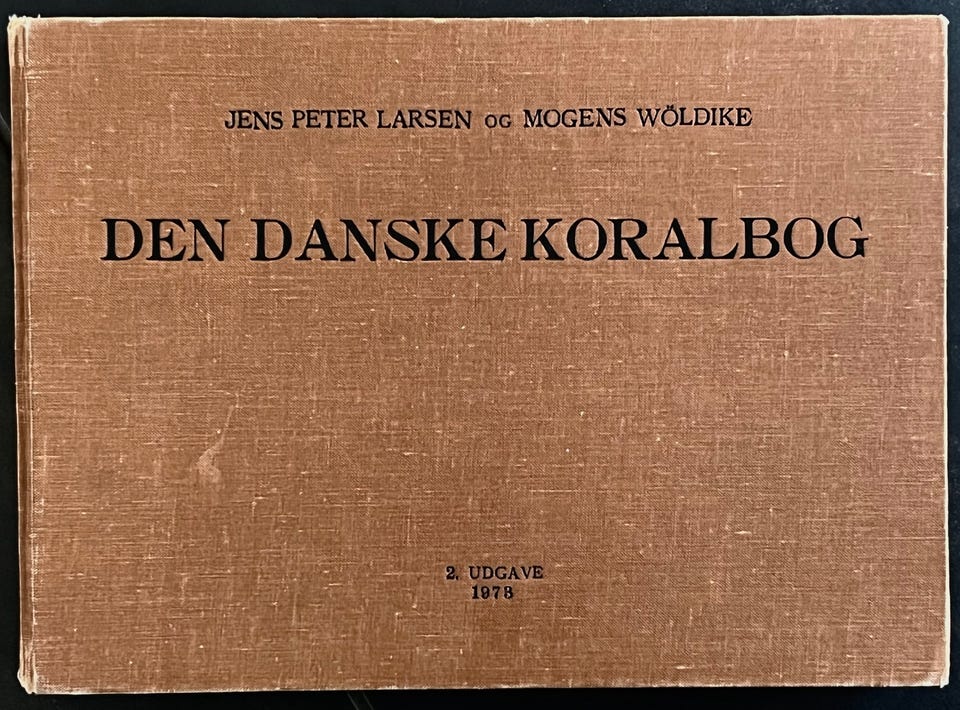 JENS PETER LARSEN OG MOGENS WÖLDIKE
DEN DANSKE KORALBOG
2. UDGAVE
1973